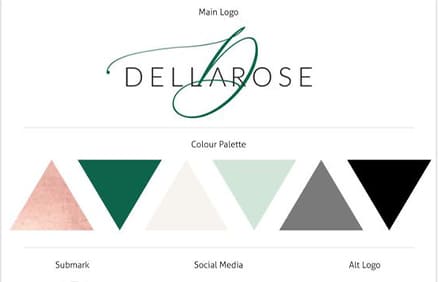 Main Logo
D
DELLAROSE
Colour Palette
Submark
Social Media
Alt Logo